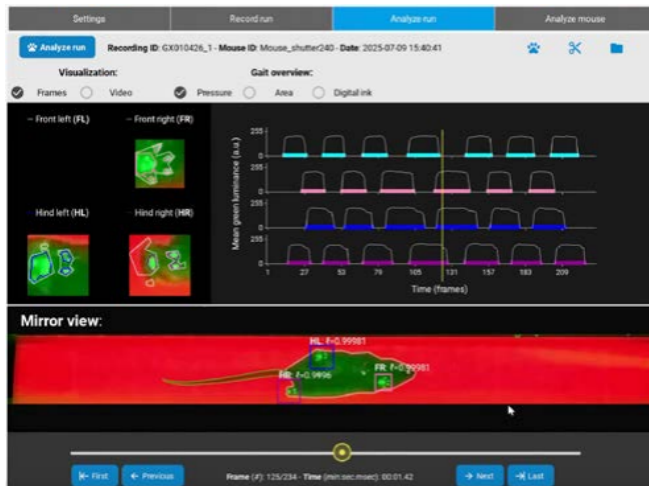 Settings
Record run
Analyze run
Analyze mouse
Analyze run
Recording ID: GX010426_1 - Mouse ID: Mouse_shutter240 - Date: 2025-07-09 15:40:41
Visualization:
Gait overview:
Frames
Video
Pressure
Area
Digital ink
Front left (FL)
Front right (FR)
Hind left (HL)
Hind right (HR)
Mean green luminance (a.u.)
255
0
255
0
255
0
255
0
1 27 53 79 105 131 157 183 209
Time (frames)
Mirror view:
HL: ℓ=0.99981
FR: ℓ=0.99981
Frame (#): 125/234 - Time (min:sec:msec): 00:01.42
First
Previous
Next
Last